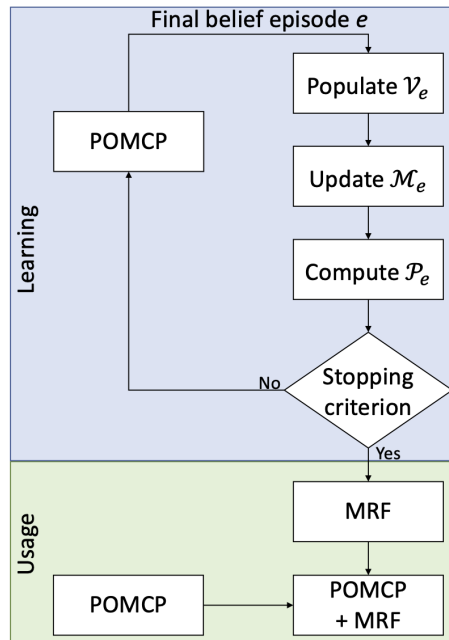 Final belief episode e
Populate 𝒱ₑ
POMCP
Update ℳₑ
Learning
Compute 𝒫ₑ
No
Stopping
criterion
Yes
MRF
Usage
POMCP
POMCP
+ MRF